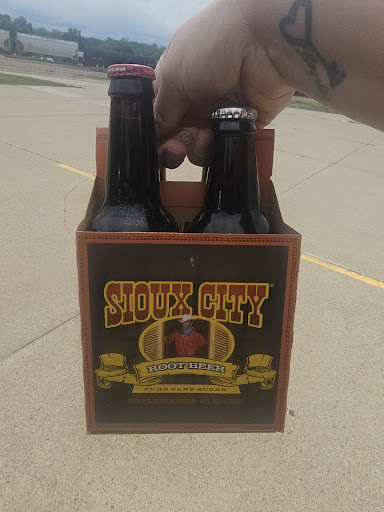 SIOUX CITY®
ROOT BEER
PURE CANE SUGAR